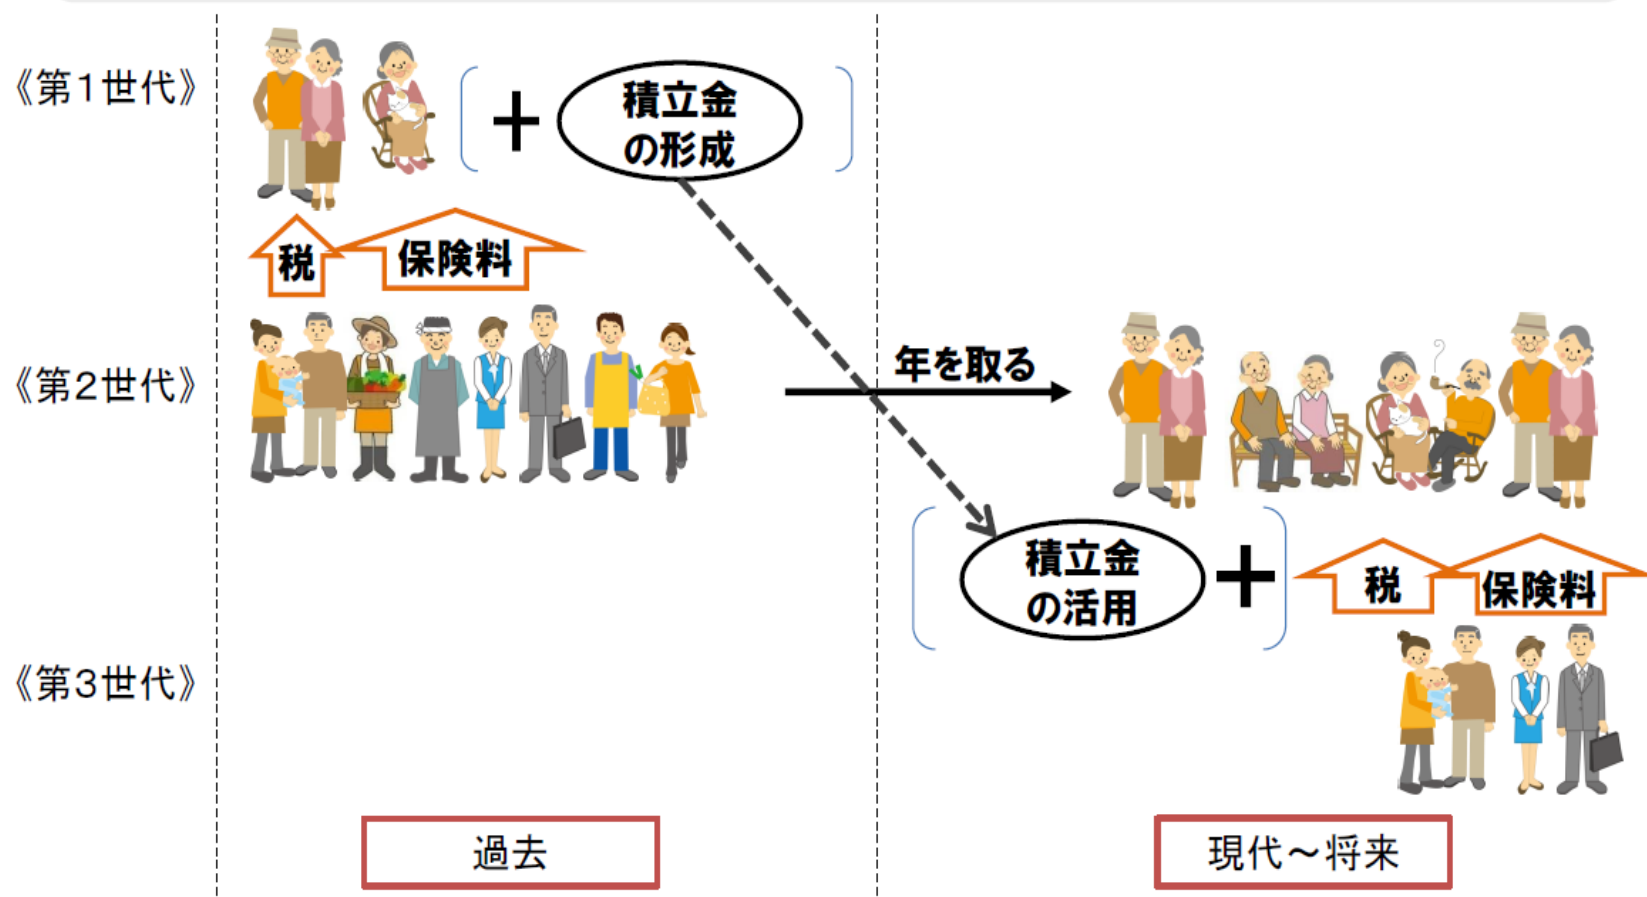 《第1世代》
＋
積立金
の形成
税
保険料
《第2世代》
年を取る
積立金
の活用
＋
税
保険料
《第3世代》
過去
現代～将来